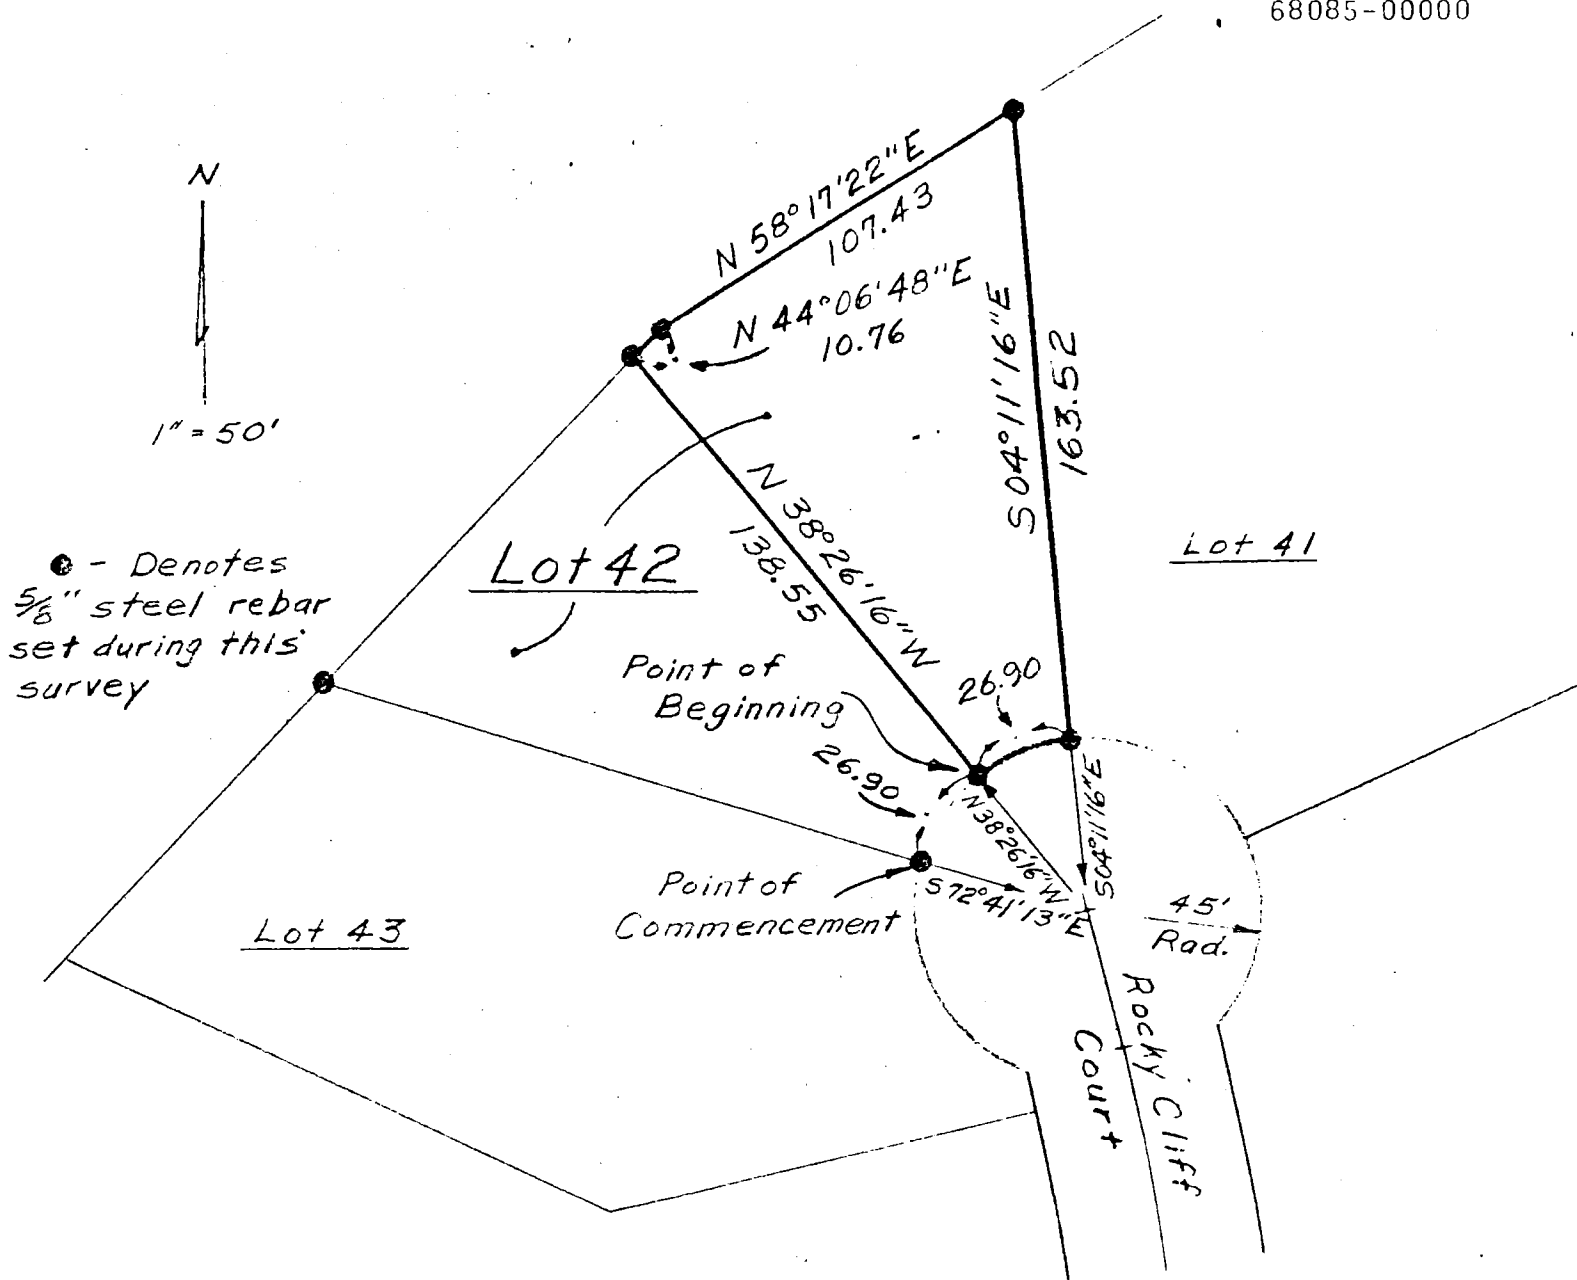 68085-00000
N
1" = 50'
N 58°17'22"E
107.43
N 44°06'48"E
10.76
S04°11'16"E
163.52
N 38°26'16"W
138.55
Lot 42
Lot 41
- Denotes
5/8" steel rebar
set during this
survey
Point of
Beginning
26.90
26.90
N38°26'16"W
S04°11'16"E
Point of
Commencement
S72°41'13"E
45'
Rad.
Lot 43
Rocky Cliff
Court